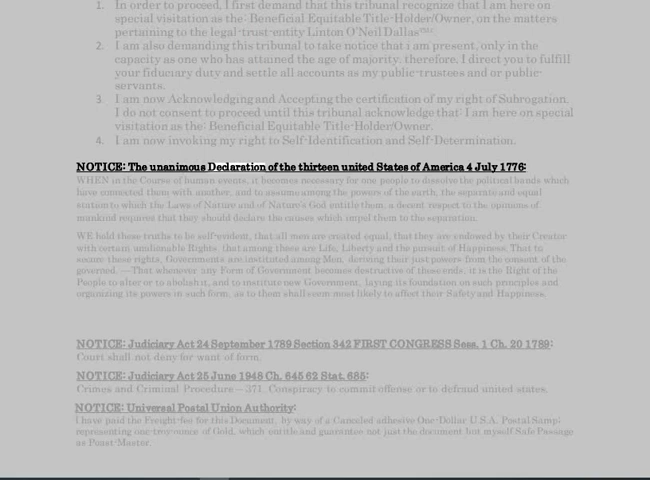 1. In order to proceed, I first demand that this tribunal recognize that I am here on
special visitation as the: Beneficial Equitable Title-Holder/Owner, on the matters
pertaining to the legal-trust-entity Linton O'Neil Dallas
2. I am also demanding this tribunal to take notice that i am present, only in the
capacity as one who has attained the age of majority, therefore, I direct you to fulfill
your fiduciary duty and settle all accounts as my public-trustees and or public-
servants.
3. I am now Acknowledging and Accepting the certification of my right of Subrogation.
I do not consent to proceed until this tribunal acknowledge that: I am here on special
visitation as the: Beneficial Equitable Title-Holder/Owner.
4. I am now invoking my right to Self-Identification and Self-Determination.
NOTICE: The unanimous Declaration of the thirteen united States of America 4 July 1776:
WHEN in the Course of human events, it becomes necessary for one people to dissolve the political bands which
have connected them with another, and to assume among the powers of the earth, the separate and equal
station to which the Laws of Nature and of Nature's God entitle them, a decent respect to the opinions of
mankind requires that they should declare the causes which impel them to the separation.
WE hold these truths to be self-evident, that all men are created equal, that they are endowed by their Creator
with certain, unalienable Rights, that among these are Life, Liberty and the pursuit of Happiness. That to
secure these rights, Governments are instituted among Men, deriving their just powers from the consent of the
governed. —That whenever any Form of Government becomes destructive of these ends, it is the Right of the
People to alter or to abolish it, and to institute new Government, laying its foundation on such principles and
organizing its powers in such form, as to them shall seem most likely to affect their Safety and Happiness.
NOTICE: Judiciary Act 24 September 1789 Section 342 FIRST CONGRESS Sess. 1 Ch. 20 1789:
Court shall not deny for want of form.
NOTICE: Judiciary Act 25 June 1948 Ch. 645 62 Stat. 685:
Crimes and Criminal Procedure – 371. Conspiracy to commit offense or to defraud united states.
NOTICE: Universal Postal Union Authority:
I have paid the Freight-fee for this Document, by way of a Canceled adhesive One-Dollar U.S.A. Postal
representing one-troy-ounce of Gold, which entitle and guarantee not just the document but myself Safe Passage
as Master.